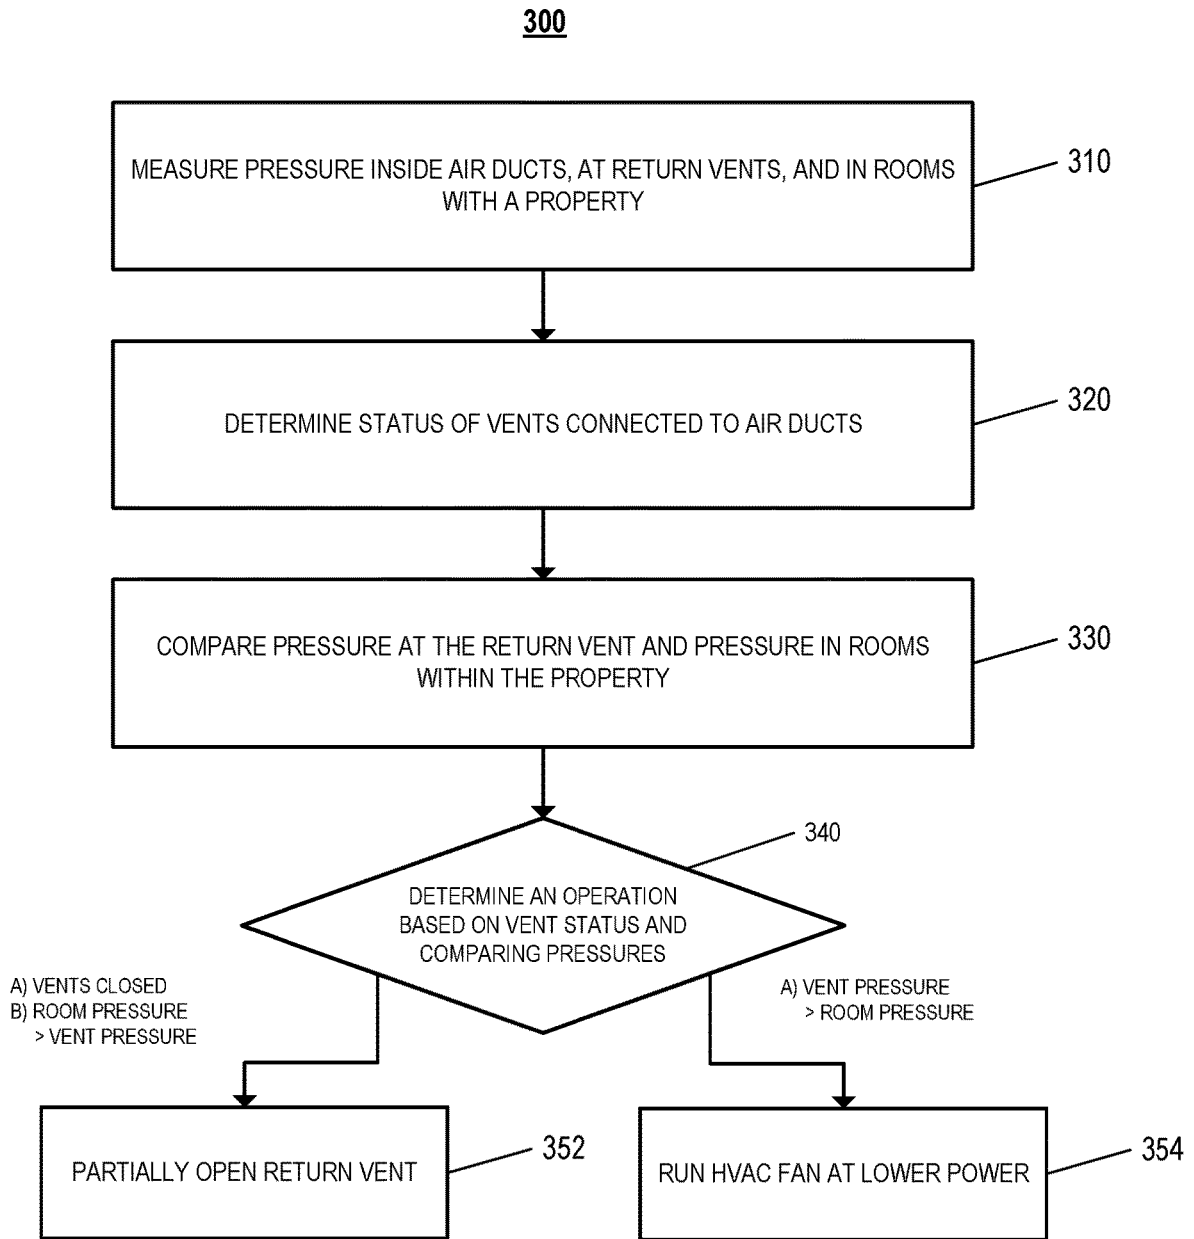 300
MEASURE PRESSURE INSIDE AIR DUCTS, AT RETURN VENTS, AND IN ROOMS
WITH A PROPERTY
310
DETERMINE STATUS OF VENTS CONNECTED TO AIR DUCTS
320
COMPARE PRESSURE AT THE RETURN VENT AND PRESSURE IN ROOMS
WITHIN THE PROPERTY
330
340
DETERMINE AN OPERATION
BASED ON VENT STATUS AND
COMPARING PRESSURES
A) VENTS CLOSED
B) ROOM PRESSURE
> VENT PRESSURE
A) VENT PRESSURE
> ROOM PRESSURE
PARTIALLY OPEN RETURN VENT
352
RUN HVAC FAN AT LOWER POWER
354